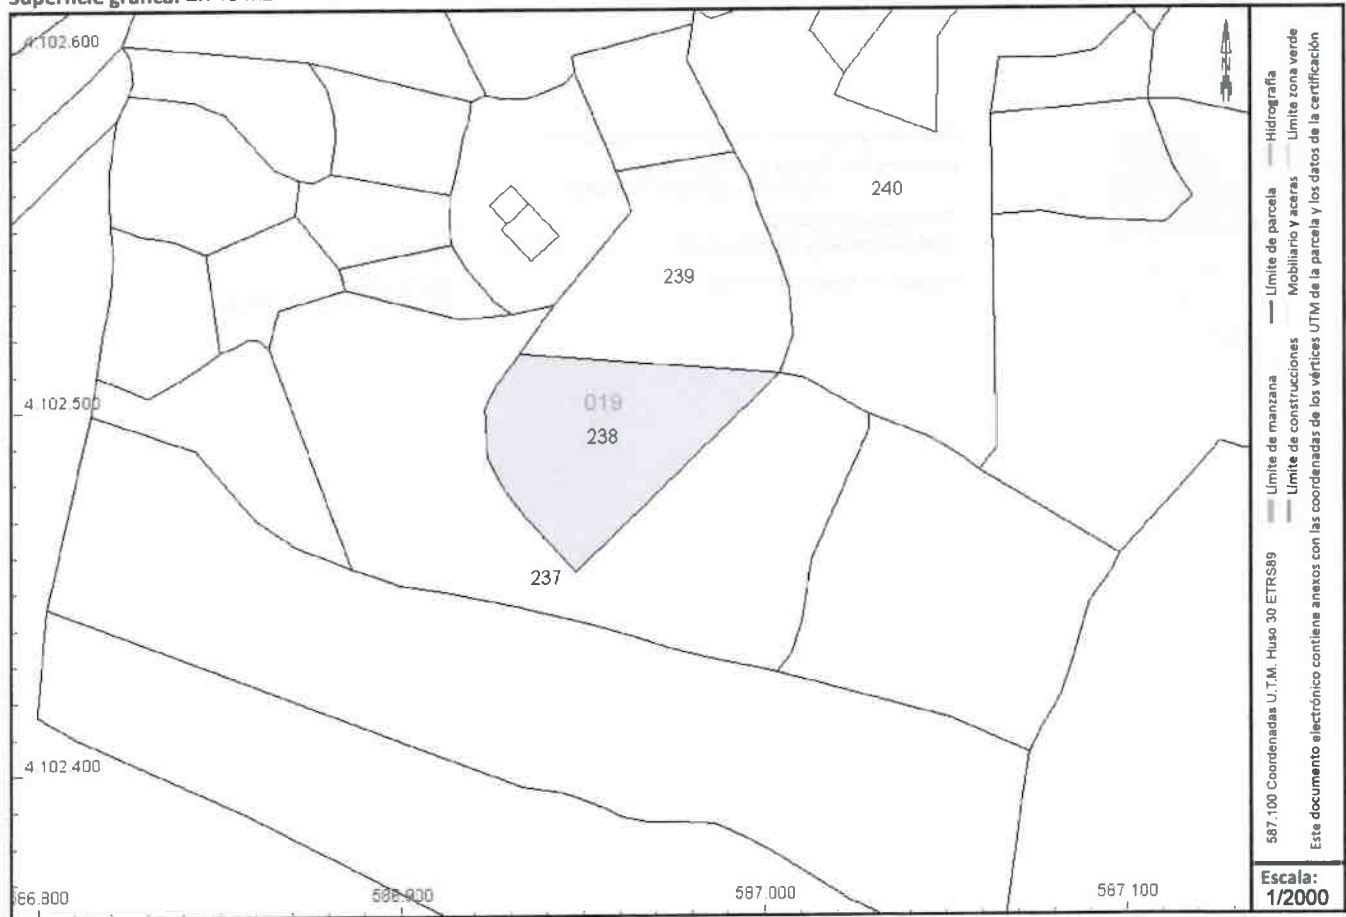 Superficie gráfica:
4.102.600
240
239
4.102.500
019
238
237
4.102.400
586.900
587.000
587.100
Límite de manzana
Límite de parcela
Hidrografía
587.100 Coordenadas U.T.M. Huso 30 ETRS89
Límite de construcciones
Mobiliario y aceras
Límite zona verde
Este documento electrónico contiene anexos con las coordenadas de los vértices UTM de la parcela y los datos de la certificación
Escala:
1/2000